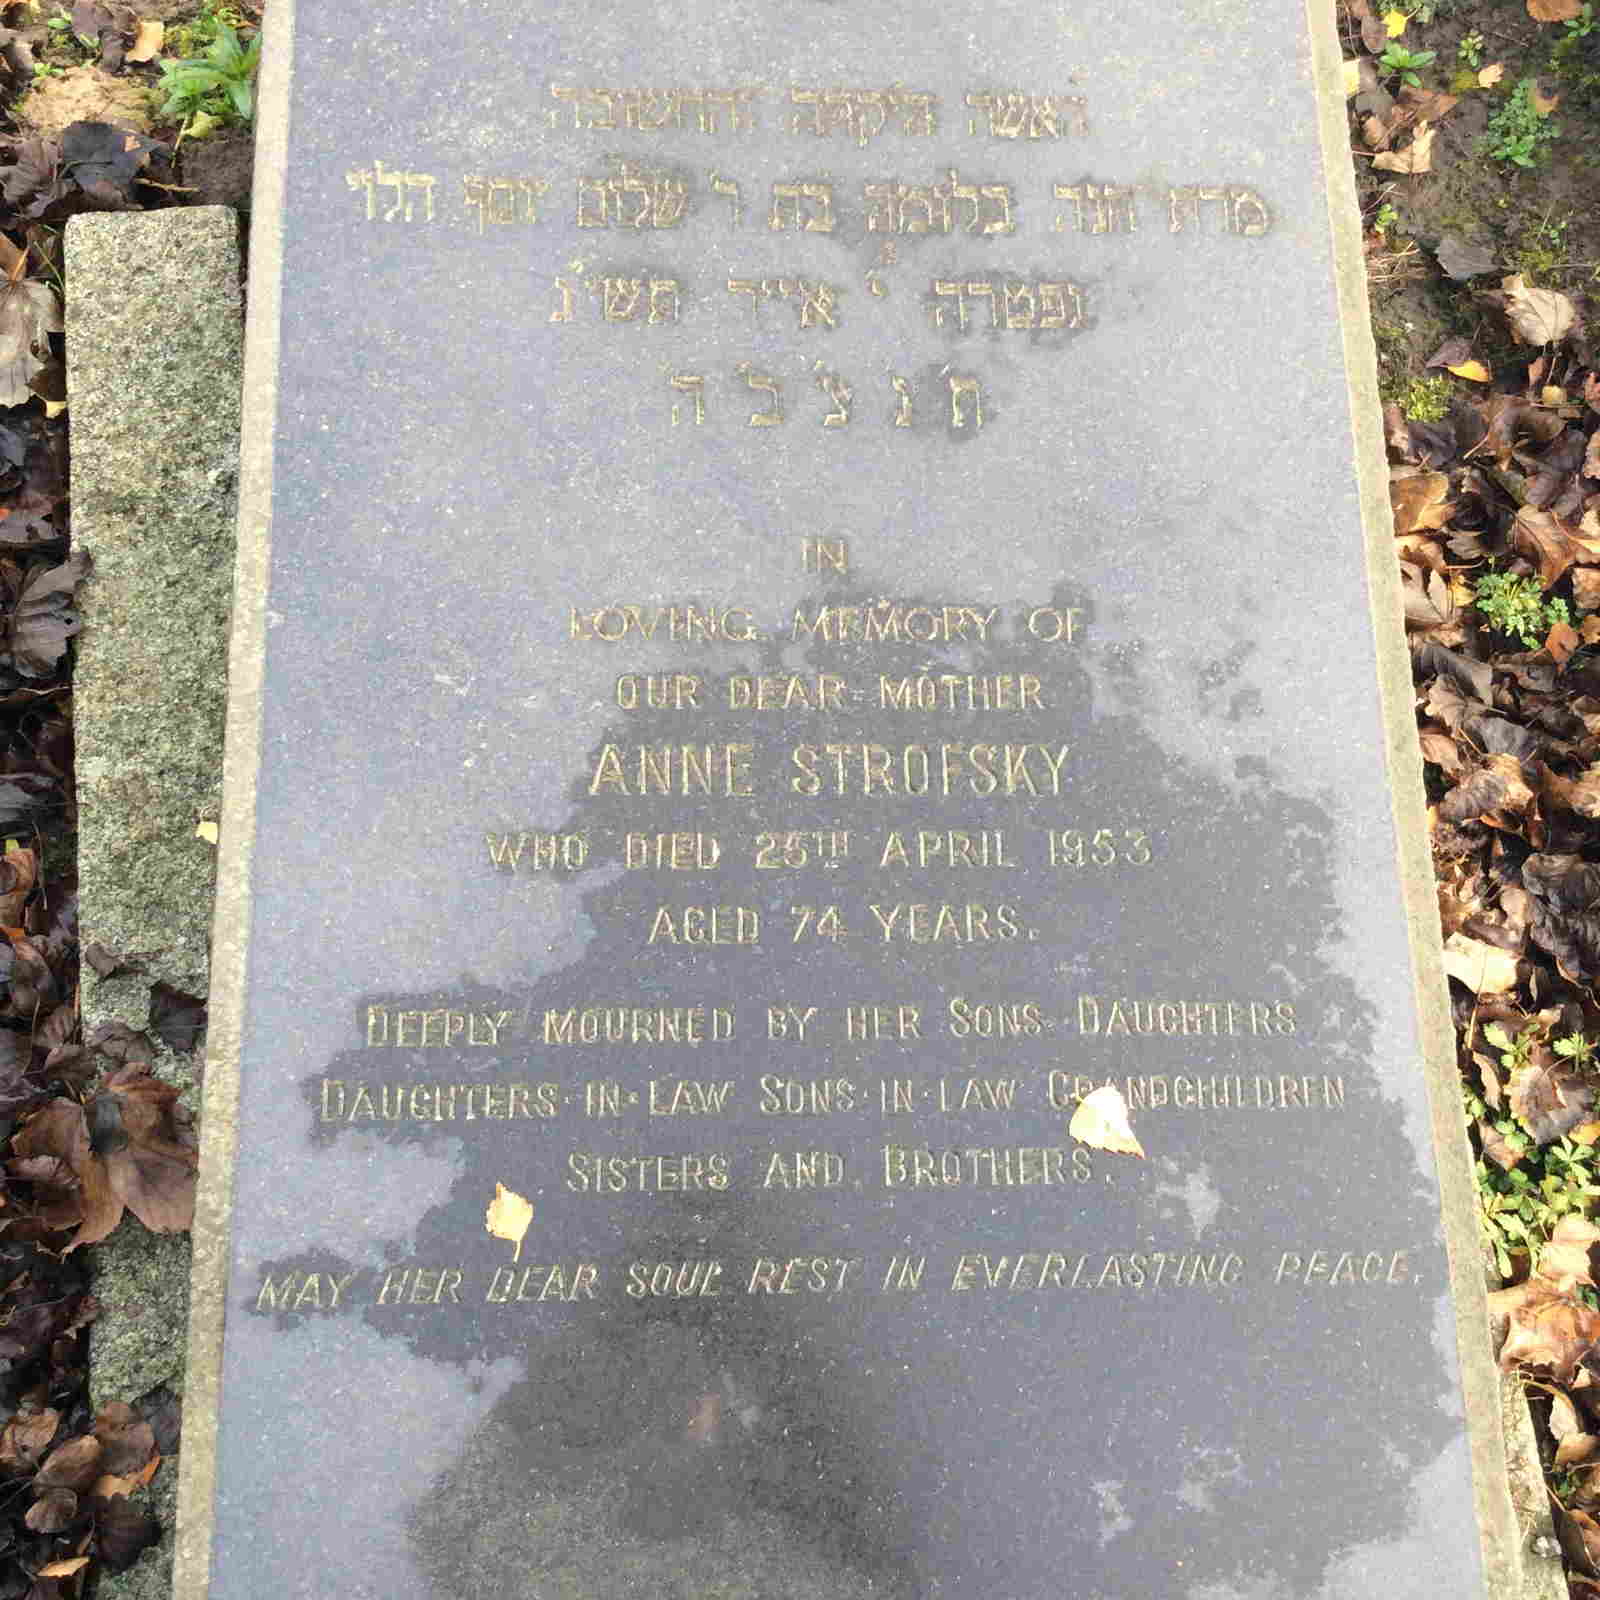 האשה היקרה והחשובה
מרת חנה בלומה בת ר' שלום יוסף הלוי
נפטרה י' אייר תשי"ג
ת' נ' צ' ב' ה'
IN
LOVING MEMORY OF
OUR DEAR MOTHER
ANNE STROFSKY
WHO DIED 25TH APRIL 1953
AGED 74 YEARS.
DEEPLY MOURNED BY HER SONS·DAUGHTERS
DAUGHTERS·IN·LAW SONS·IN·LAW GRANDCHILDREN
SISTERS AND BROTHERS.
MAY HER DEAR SOUL REST IN EVERLASTING PEACE.